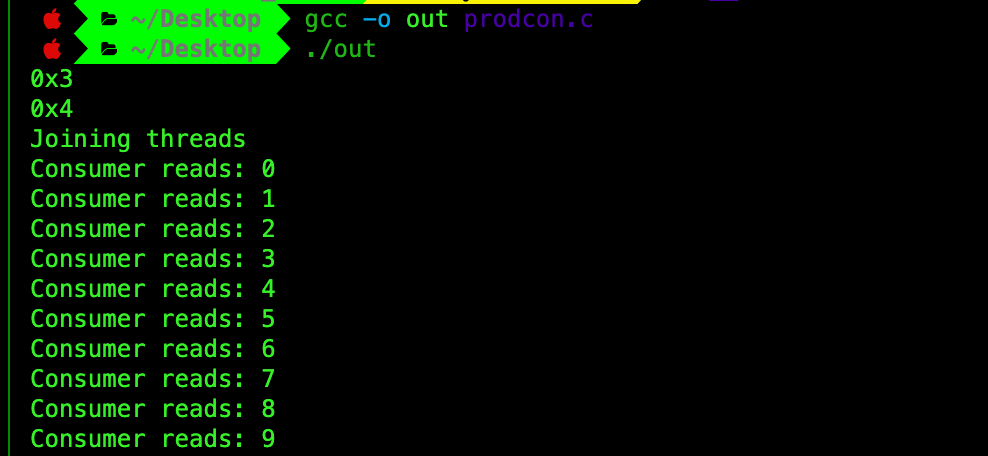 ~/Desktop gcc -o out prodcon.c
~/Desktop ./out
0x3
0x4
Joining threads
Consumer reads: 0
Consumer reads: 1
Consumer reads: 2
Consumer reads: 3
Consumer reads: 4
Consumer reads: 5
Consumer reads: 6
Consumer reads: 7
Consumer reads: 8
Consumer reads: 9